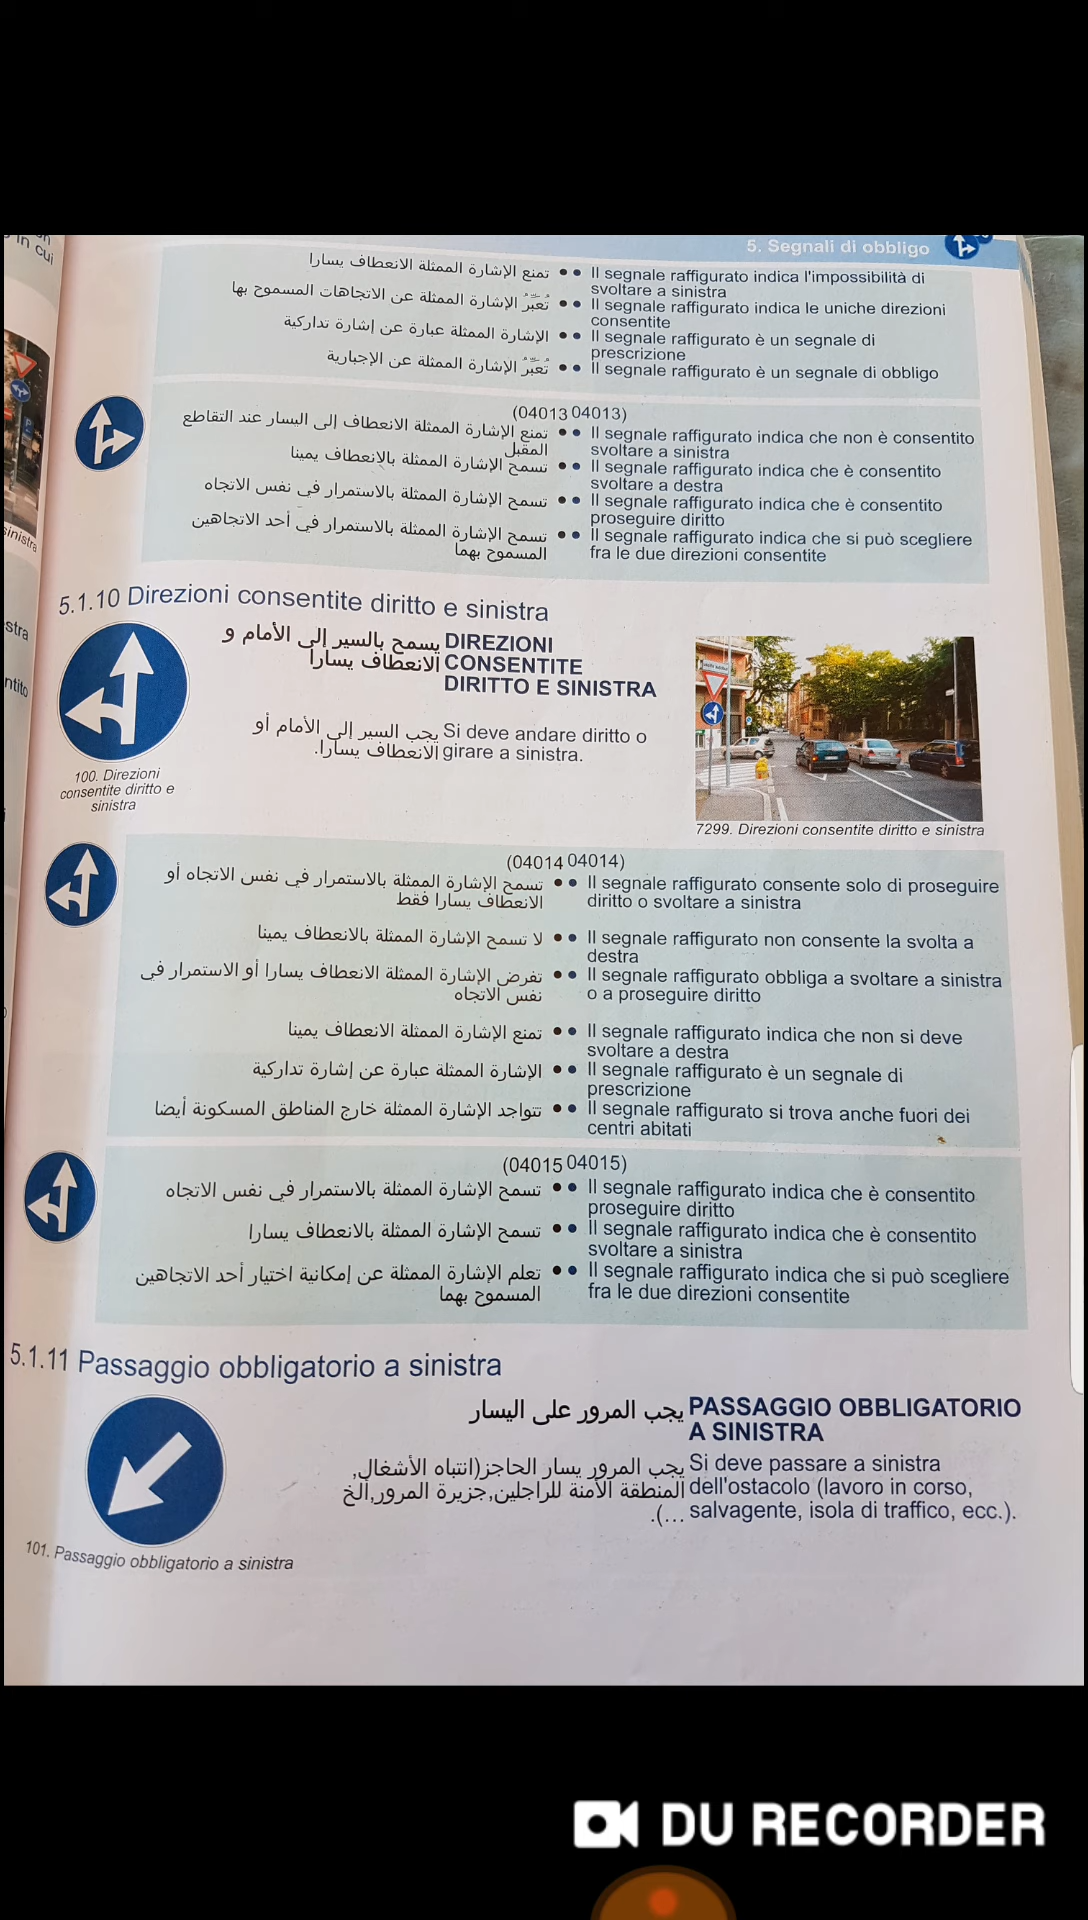 5. Segnali di obbligo
in cui
تمنع الإشارة الممثلة الانعطاف يسارا • • Il segnale raffigurato indica l'impossibilità di
svoltare a sinistra
تُعبِّرُ الإشارة الممثلة عن الاتجاهات المسموح بها • • Il segnale raffigurato indica le uniche direzioni
consentite
الإشارة الممثلة عبارة عن إشارة تداركية • • Il segnale raffigurato è un segnale di
prescrizione
تُعبِّرُ الإشارة الممثلة عن الإجبارية • • Il segnale raffigurato è un segnale di obbligo
(04013 04013)
تمنع الإشارة الممثلة الانعطاف إلى اليسار عند التقاطع • • Il segnale raffigurato indica che non è consentito
المقبل svoltare a sinistra
تسمح الإشارة الممثلة بالانعطاف يمينا • • Il segnale raffigurato indica che è consentito
svoltare a destra
تسمح الإشارة الممثلة بالاستمرار في نفس الاتجاه • • Il segnale raffigurato indica che è consentito
proseguire diritto
تسمح الإشارة الممثلة بالاستمرار في أحد الاتجاهين • • Il segnale raffigurato indica che si può scegliere
المسموح بهما fra le due direzioni consentite
sinistra
5.1.10 Direzioni consentite diritto e sinistra
يسمح بالسير إلى الأمام و DIREZIONI
الانعطاف يسارا CONSENTITE
DIRITTO E SINISTRA
يجب السير إلى الأمام أو Si deve andare diritto o
الانعطاف يسارا. girare a sinistra.
100. Direzioni
consentite diritto e
sinistra
7299. Direzioni consentite diritto e sinistra
(04014 04014)
تسمح الإشارة الممثلة بالاستمرار في نفس الاتجاه أو • • Il segnale raffigurato consente solo di proseguire
الانعطاف يسارا فقط diritto o svoltare a sinistra
لا تسمح الإشارة الممثلة بالانعطاف يمينا • • Il segnale raffigurato non consente la svolta a
destra
تفرض الإشارة الممثلة الانعطاف يسارا أو الاستمرار في • • Il segnale raffigurato obbliga a svoltare a sinistra
نفس الاتجاه o a proseguire diritto
تمنع الإشارة الممثلة الانعطاف يمينا • • Il segnale raffigurato indica che non si deve
svoltare a destra
الإشارة الممثلة عبارة عن إشارة تداركية • • Il segnale raffigurato è un segnale di
prescrizione
تتواجد الإشارة الممثلة خارج المناطق المسكونة أيضا • • Il segnale raffigurato si trova anche fuori dei
centri abitati
(04015 04015)
تسمح الإشارة الممثلة بالاستمرار في نفس الاتجاه • • Il segnale raffigurato indica che è consentito
proseguire diritto
تسمح الإشارة الممثلة بالانعطاف يسارا • • Il segnale raffigurato indica che è consentito
svoltare a sinistra
تعلم الإشارة الممثلة عن إمكانية اختيار أحد الاتجاهين • • Il segnale raffigurato indica che si può scegliere
المسموح بهما fra le due direzioni consentite
5.1.11 Passaggio obbligatorio a sinistra
يجب المرور على اليسار PASSAGGIO OBBLIGATORIO
A SINISTRA
يجب المرور يسار الحاجز(انتباه الأشغال, Si deve passare a sinistra
المنطقة الآمنة للراجلين,جزيرة المرور,الخ dell'ostacolo (lavoro in corso,
...). salvagente, isola di traffico, ecc.).
101. Passaggio obbligatorio a sinistra
DU RECORDER